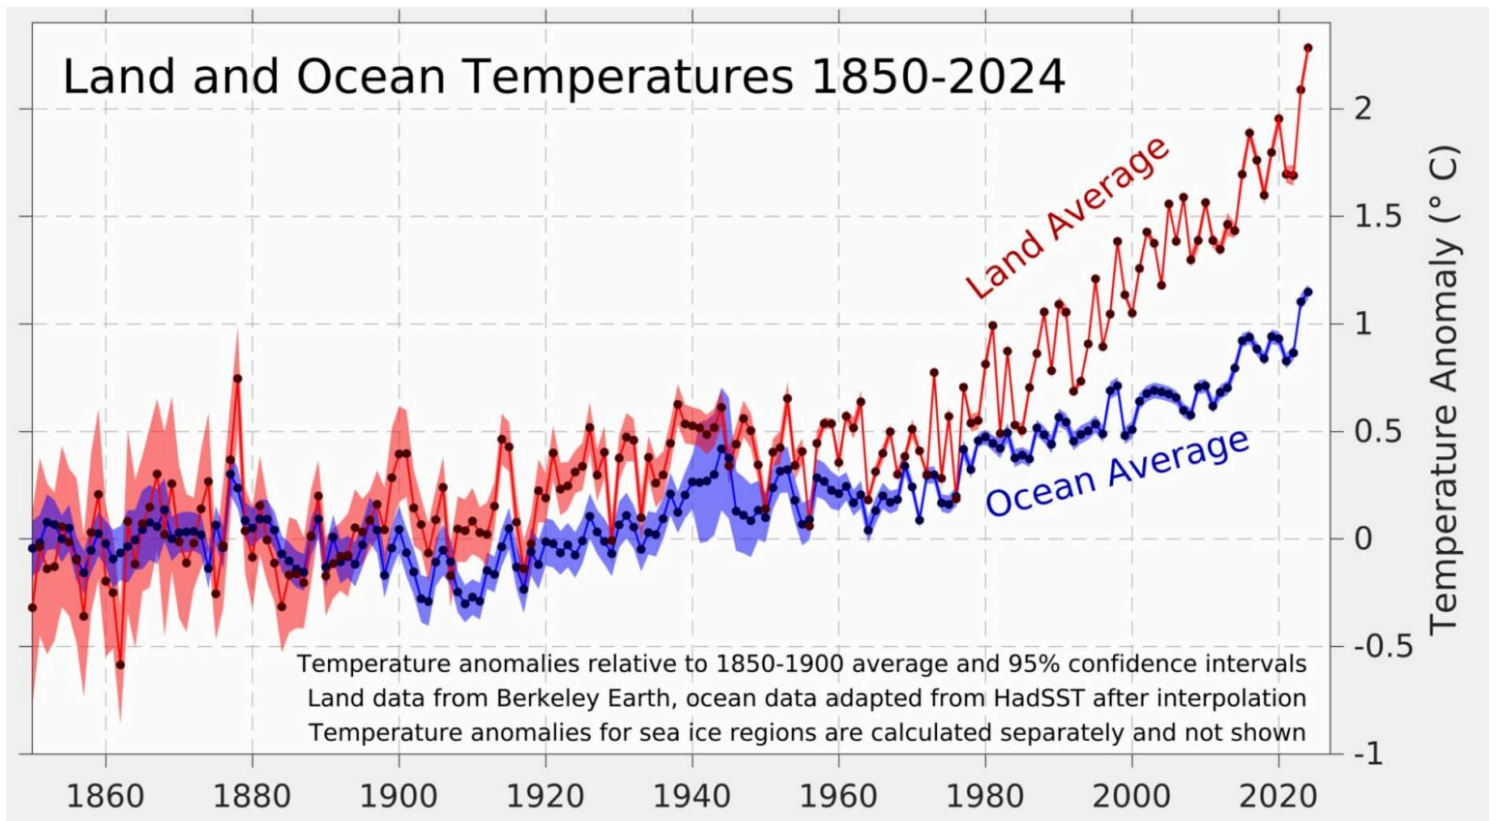 Land and Ocean Temperatures 1850-2024
Land Average
Ocean Average
Temperature anomalies relative to 1850-1900 average and 95% confidence intervals
Land data from Berkeley Earth, ocean data adapted from HadSST after interpolation
Temperature anomalies for sea ice regions are calculated separately and not shown
2
1.5
1
0.5
0
-0.5
-1
Temperature Anomaly (° C)
1860 1880 1900 1920 1940 1960 1980 2000 2020